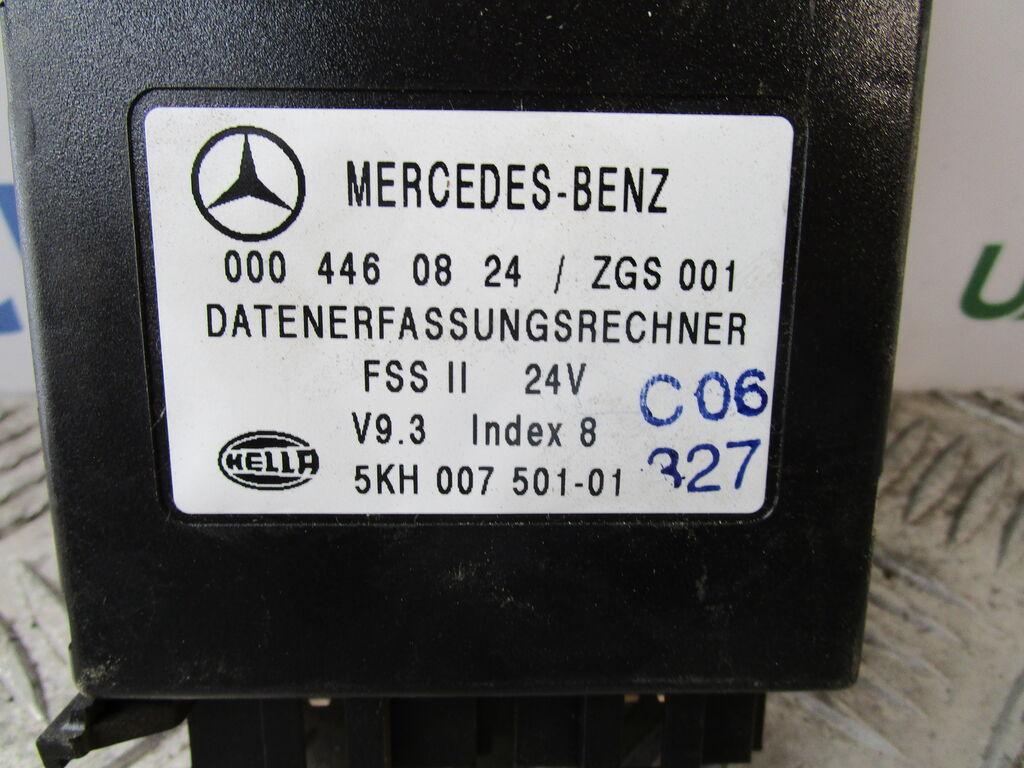 MERCEDES-BENZ
000 446 08 24 / ZGS 001
DATENERFASSUNGSRECHNER
FSS II 24V
C06
V9.3 Index 8
HELLA
5KH 007 501-01
327